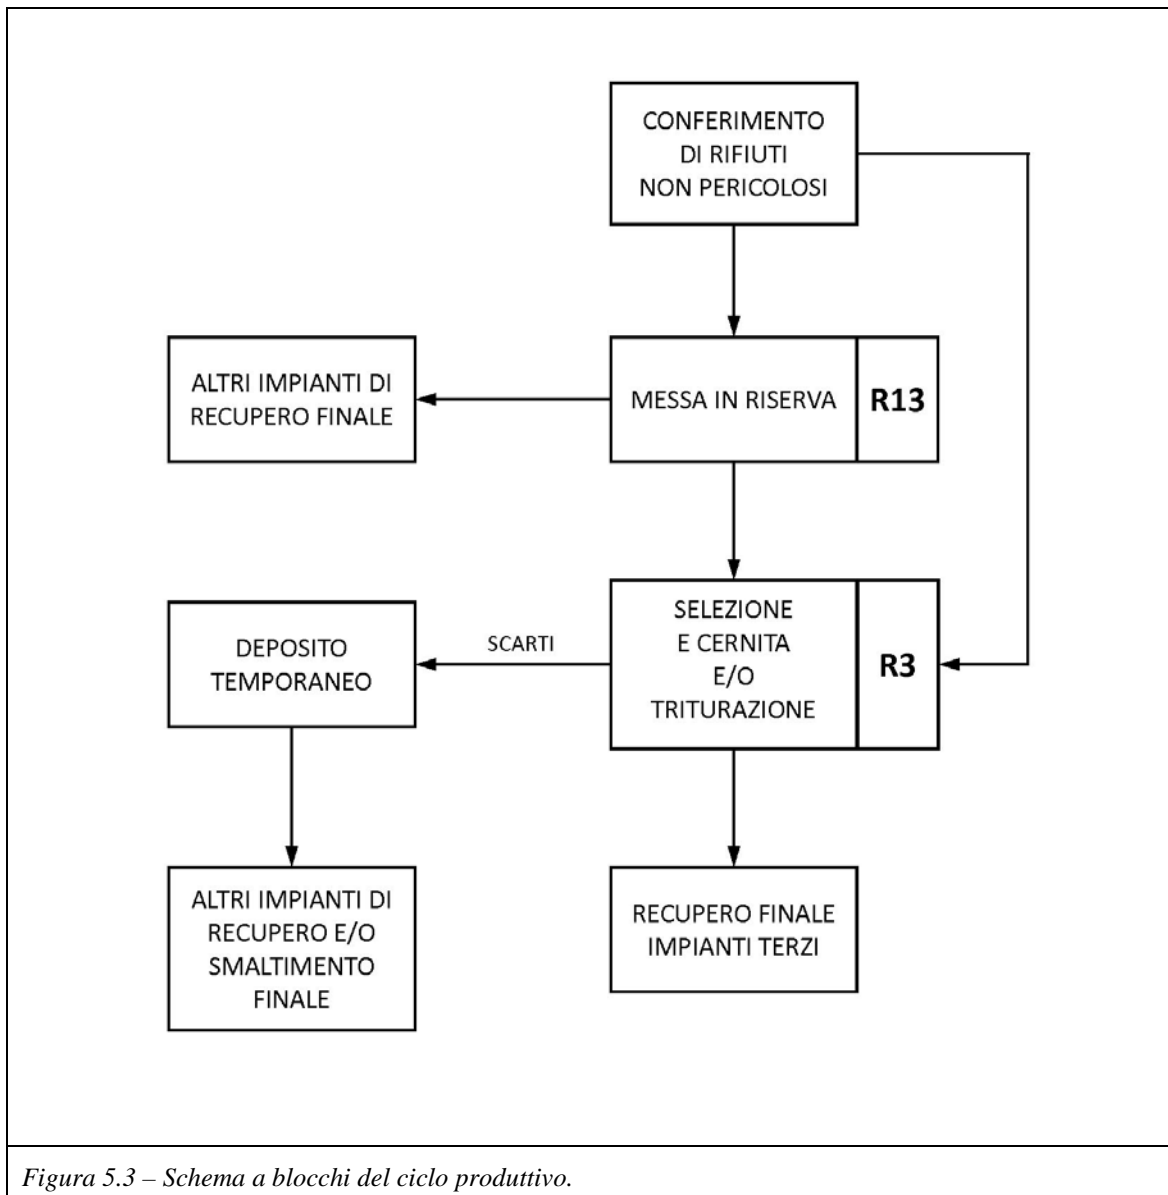 CONFERIMENTO
DI RIFIUTI
NON PERICOLOSI
ALTRI IMPIANTI DI
RECUPERO FINALE
MESSA IN RISERVA
R13
DEPOSITO
TEMPORANEO
SCARTI
SELEZIONE
E CERNITA
E/O
TRITURAZIONE
R3
ALTRI IMPIANTI DI
RECUPERO E/O
SMALTIMENTO
FINALE
RECUPERO FINALE
IMPIANTI TERZI
Figura 5.3 – Schema a blocchi del ciclo produttivo.